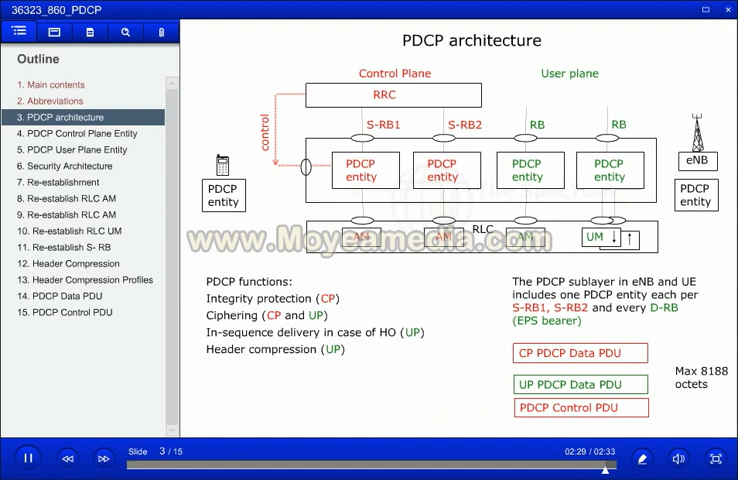 36323_860_PDCP
Outline
1. Main contents
2. Abbreviations
3. PDCP architecture
4. PDCP Control Plane Entity
5. PDCP User Plane Entity
6. Security Architecture
7. Re-establishment
8. Re-establish RLC AM
9. Re-establish RLC AM
10. Re-establish RLC UM
11. Re-establish S- RB
12. Header Compression
13. Header Compression Profiles
14. PDCP Data PDU
15. PDCP Control PDU
PDCP architecture
Control Plane
User plane
RRC
control
S-RB1
S-RB2
RB
RB
PDCP entity
PDCP entity
PDCP entity
PDCP entity
PDCP
entity
eNB
PDCP
entity
RLC
AM
AM
AM
UM
www.Moyeamedia.com
PDCP functions:
Integrity protection (CP)
Ciphering (CP and UP)
In-sequence delivery in case of HO (UP)
Header compression (UP)
The PDCP sublayer in eNB and UE
includes one PDCP entity each per
S-RB1, S-RB2 and every D-RB
(EPS bearer)
CP PDCP Data PDU
UP PDCP Data PDU
PDCP Control PDU
Max 8188
octets
Slide 3 / 15
02:29 / 02:33